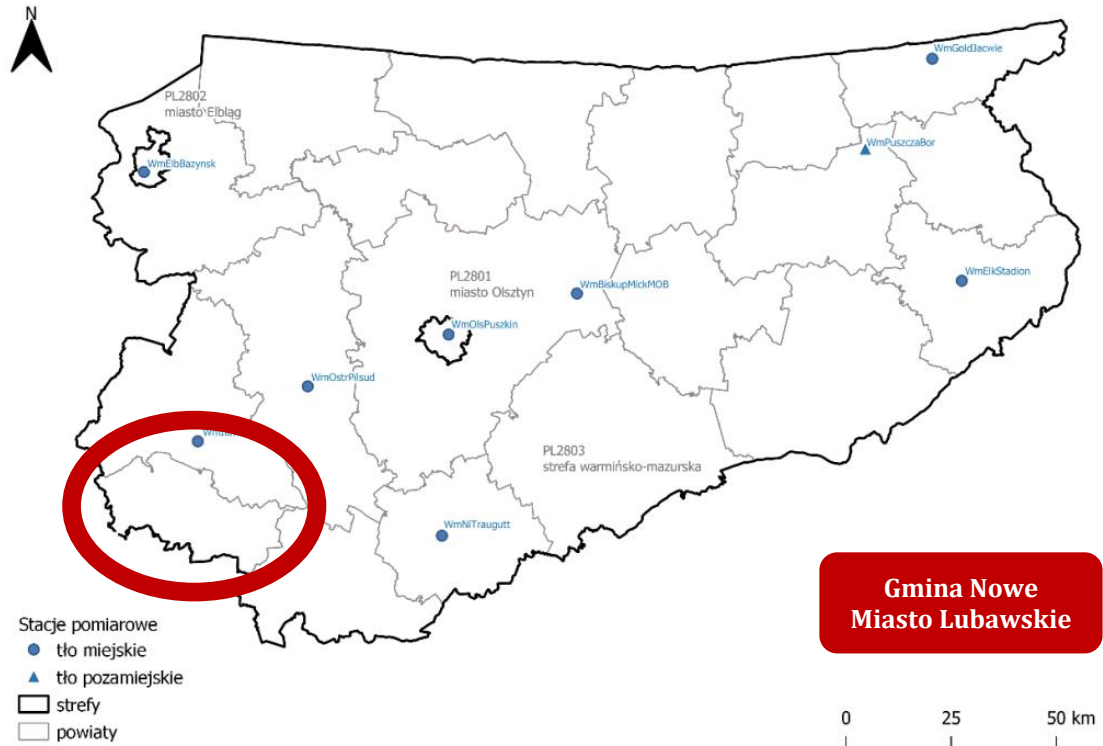 N
WmGoldJacwie
PL2802
miasto Elbląg
WmPuszczaBor
WmElbBazynsk
PL2801
miasto Olsztyn
WmElkStadion
WmBiskupMickMOB
WmOlsPuszkin
WmOstrPilsud
PL2803
strefa warmińsko-mazurska
WmNiTraugutt
Gmina Nowe
Miasto Lubawskie
Stacje pomiarowe
tło miejskie
tło pozamiejskie
strefy
powiaty
0 25 50 km